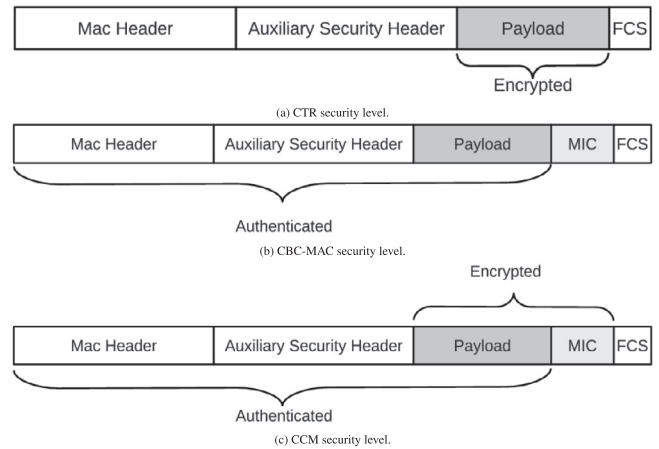 Mac Header Auxiliary Security Header Payload FCS
Encrypted
(a) CTR security level.
Mac Header Auxiliary Security Header Payload MIC FCS
Authenticated
(b) CBC-MAC security level.
Encrypted
Mac Header Auxiliary Security Header Payload MIC FCS
Authenticated
(c) CCM security level.